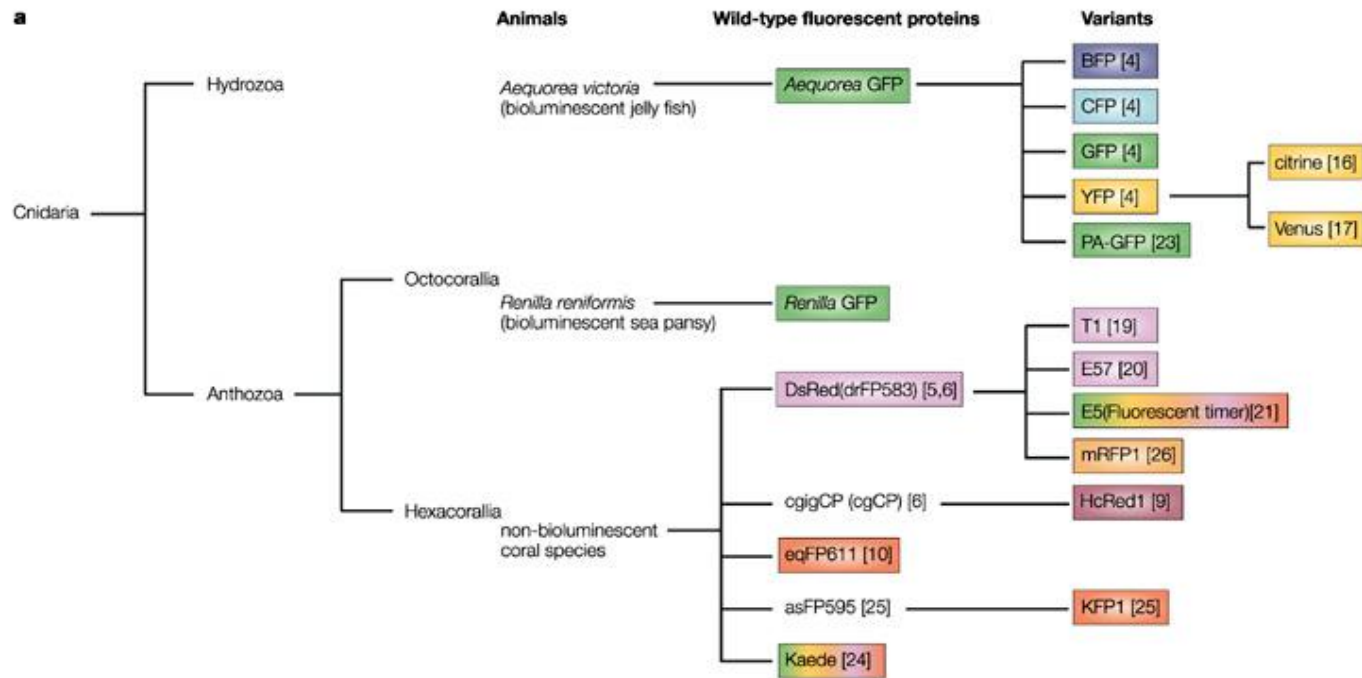 a
Animals
Wild-type fluorescent proteins
Variants
Cnidaria
Hydrozoa
Anthozoa
Octocorallia
Hexacorallia
Aequorea victoria
(bioluminescent jelly fish)
Renilla reniformis
(bioluminescent sea pansy)
non-bioluminescent
coral species
Aequorea GFP
Renilla GFP
DsRed(drFP583) [5,6]
cgigCP (cgCP) [6]
eqFP611 [10]
asFP595 [25]
Kaede [24]
BFP [4]
CFP [4]
GFP [4]
YFP [4]
PA-GFP [23]
citrine [16]
Venus [17]
T1 [19]
E57 [20]
E5(Fluorescent timer)[21]
mRFP1 [26]
HcRed1 [9]
KFP1 [25]